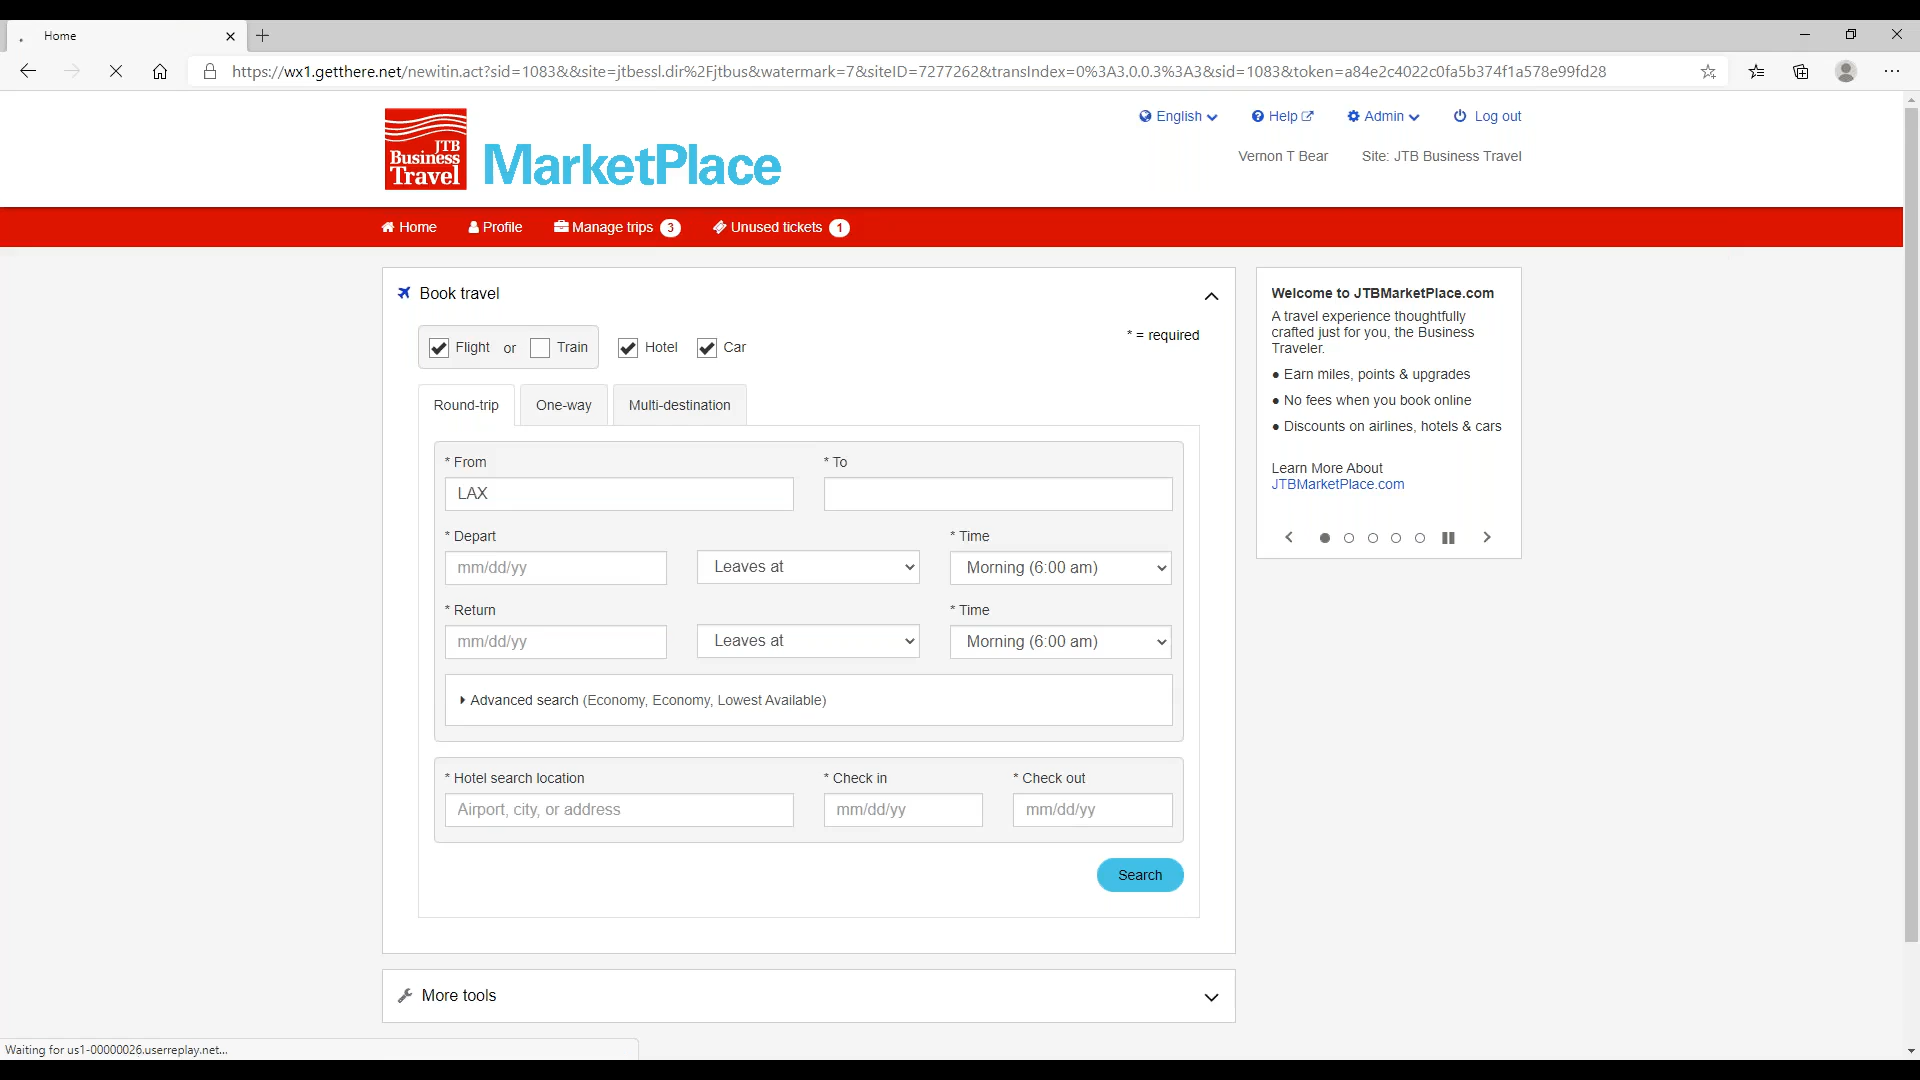 Home
https://wx1.getthere.net/newitin.act?sid=1083&&site=jtbessl.dir%2Fjtbus&watermark=7&siteID=7277262&transIndex=0%3A3.0.0.3%3A3&sid=1083&token=a84e2c4022c0fa5b374f1a578e99fd28
JTB
Business
Travel
MarketPlace
English
Help
Admin
Log out
Vernon T Bear
Site: JTB Business Travel
Home
Profile
Manage trips 3
Unused tickets 1
Book travel
* = required
Flight or Train Hotel Car
Round-trip
One-way
Multi-destination
* From
* To
LAX
* Depart
* Time
mm/dd/yy
Leaves at
Morning (6:00 am)
* Return
* Time
mm/dd/yy
Leaves at
Morning (6:00 am)
Advanced search (Economy, Economy, Lowest Available)
* Hotel search location
* Check in
* Check out
Airport, city, or address
mm/dd/yy
mm/dd/yy
Search
More tools
Welcome to JTBMarketPlace.com
A travel experience thoughtfully
crafted just for you, the Business
Traveler.
● Earn miles, points & upgrades
● No fees when you book online
● Discounts on airlines, hotels & cars
Learn More About
JTBMarketPlace.com
Waiting for us1-00000026.userreplay.net...